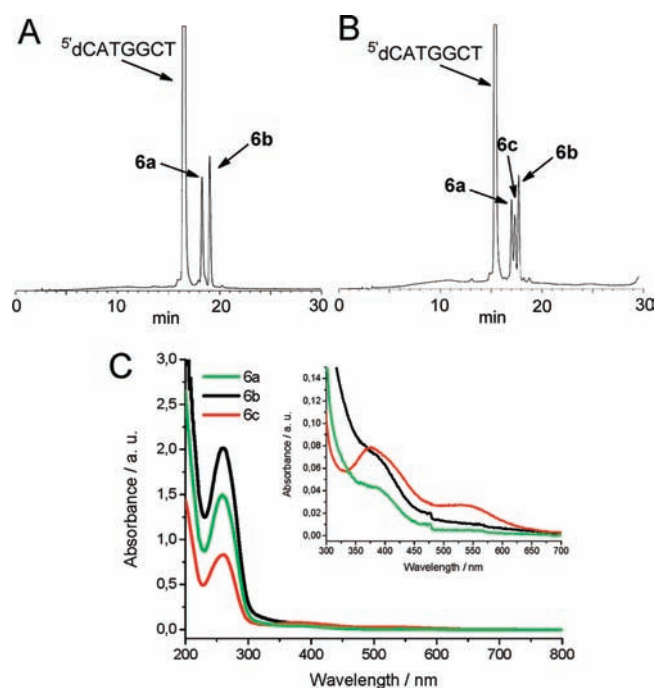 A
5'dCATGGCT
6a
6b
0
10
20
30
min
B
5'dCATGGCT
6a
6c
6b
0
10
20
30
min
C
6a
6b
6c
3,0
2,5
2,0
1,5
1,0
0,5
0,0
Absorbance / a. u.
200 300 400 500 600 700 800
Wavelength / nm
0,14
0,12
0,10
0,08
0,06
0,04
0,02
0,00
Absorbance / a. u.
300 350 400 450 500 550 600 650 700
Wavelength / nm